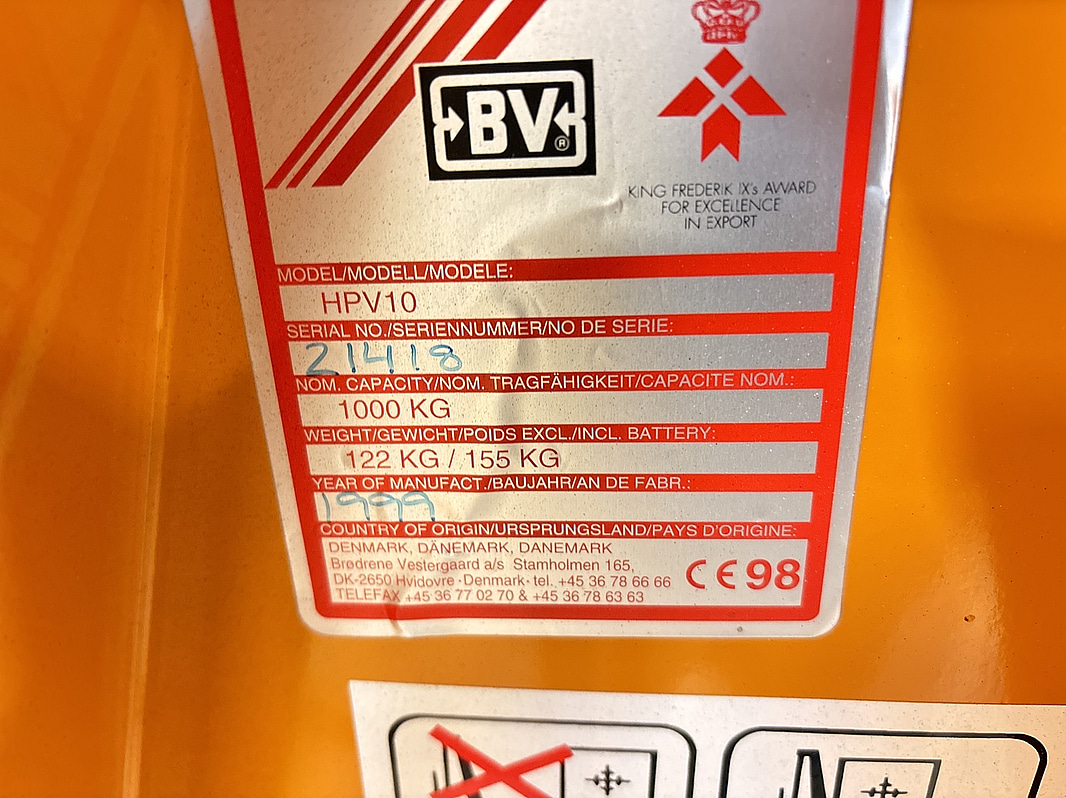 BV®
KING FREDERIK IX's AWARD
FOR EXCELLENCE
IN EXPORT
MODEL/MODELL/MODELE:
HPV10
SERIAL NO./SERIENNUMMER/NO DE SERIE:
21418
NOM. CAPACITY/NOM. TRAGFÄHIGKEIT/CAPACITE NOM.:
1000 KG
WEIGHT/GEWICHT/POIDS EXCL./INCL. BATTERY:
122 KG / 155 KG
YEAR OF MANUFACT./BAUJAHR/AN DE FABR.:
1999
COUNTRY OF ORIGIN/URSPRUNGSLAND/PAYS D'ORIGINE:
DENMARK, DÄNEMARK, DANEMARK
Brødrene Vestergaard a/s Stamholmen 165,
DK-2650 Hvidovre · Denmark · tel. +45 36 78 66 66
TELEFAX +45 36 77 02 70 & +45 36 78 63 63
CE 98